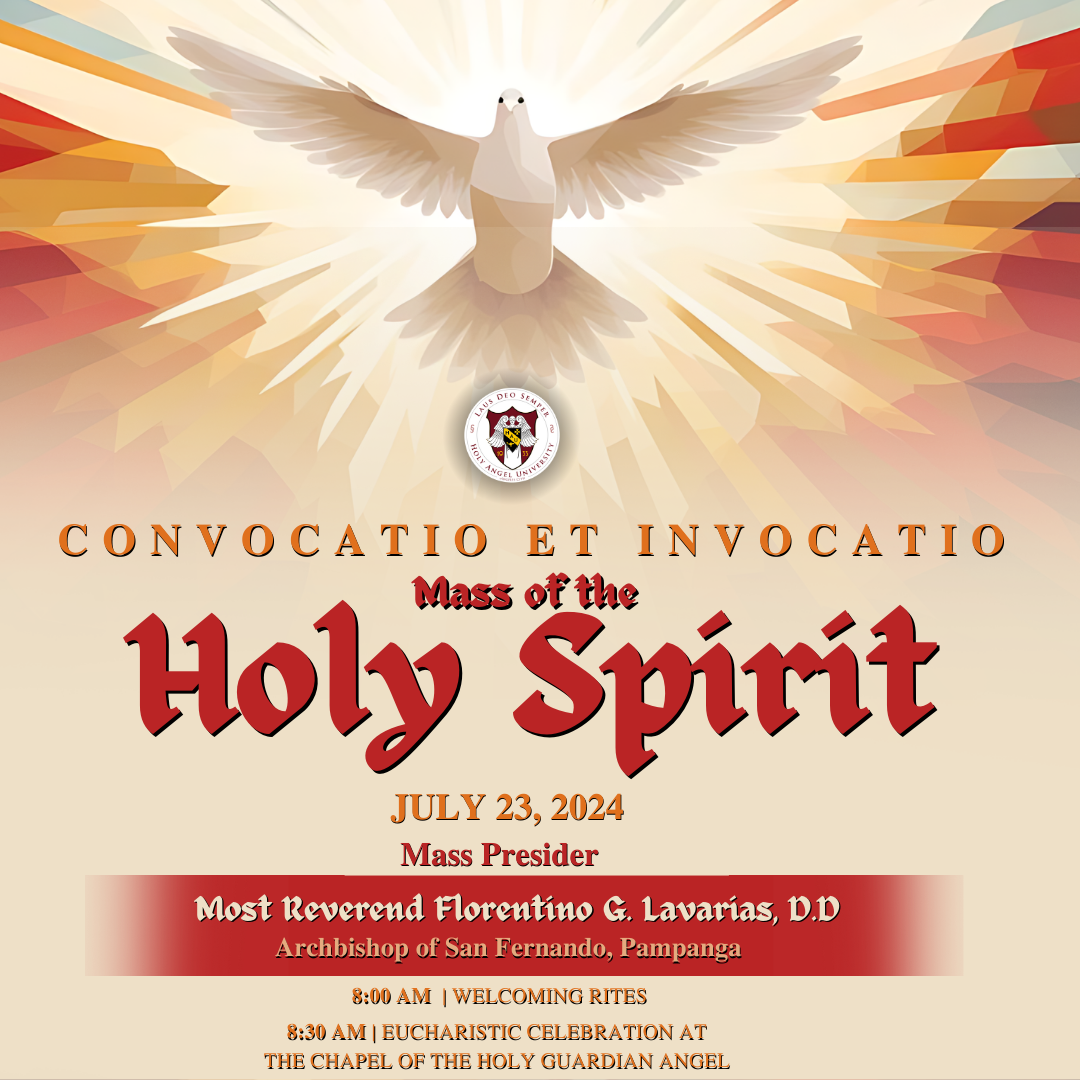 LAUS DEO SEMPER
19 33
HOLY ANGEL UNIVERSITY
CONVOCATIO ET INVOCATIO
Mass of the
Holy Spirit
JULY 23, 2024
Mass Presider
Most Reverend Florentino G. Lavarias, D.D
Archbishop of San Fernando, Pampanga
8:00 AM | WELCOMING RITES
8:30 AM | EUCHARISTIC CELEBRATION AT
THE CHAPEL OF THE HOLY GUARDIAN ANGEL